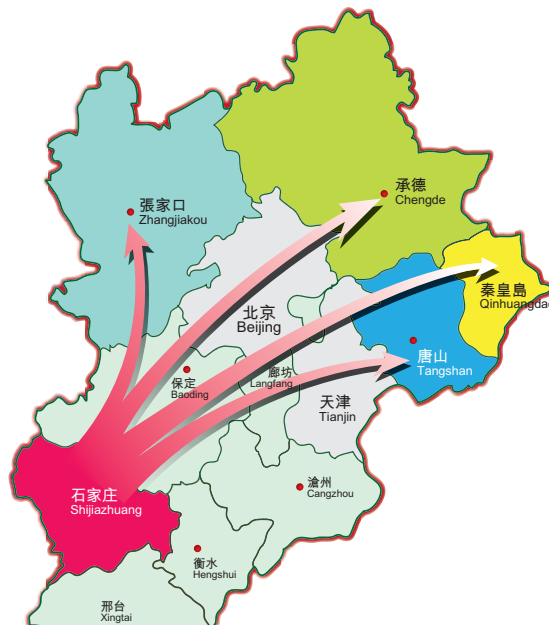 承德
Chengde
張家口
Zhangjiakou
秦皇島
Qinhuangdao
北京
Beijing
唐山
Tangshan
廊坊
Langfang
保定
Baoding
天津
Tianjin
滄州
Cangzhou
石家庄
Shijiazhuang
衡水
Hengshui
邢台
Xingtai